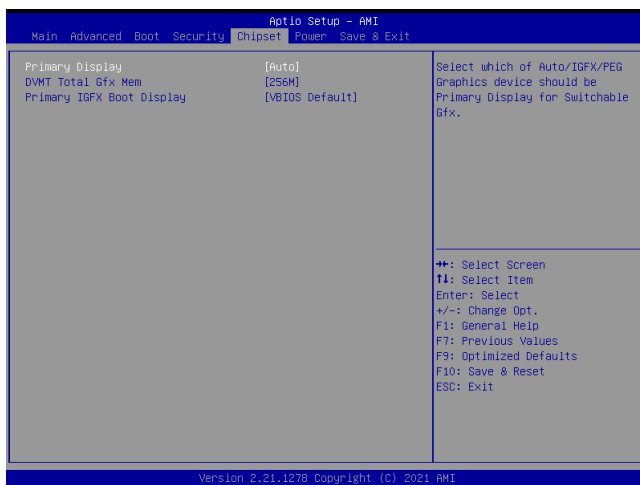 Aptio Setup – AMI
Main Advanced Boot Security Chipset Power Save & Exit
Primary Display [Auto]
DVMT Total Gfx Mem [256M]
Primary IGFX Boot Display [VBIOS Default]
Select which of Auto/IGFX/PEG
Graphics device should be
Primary Display for Switchable
Gfx.
→←: Select Screen
↑↓: Select Item
Enter: Select
+/-: Change Opt.
F1: General Help
F7: Previous Values
F9: Optimized Defaults
F10: Save & Reset
ESC: Exit
Version 2.21.1278 Copyright (C) 2021 AMI